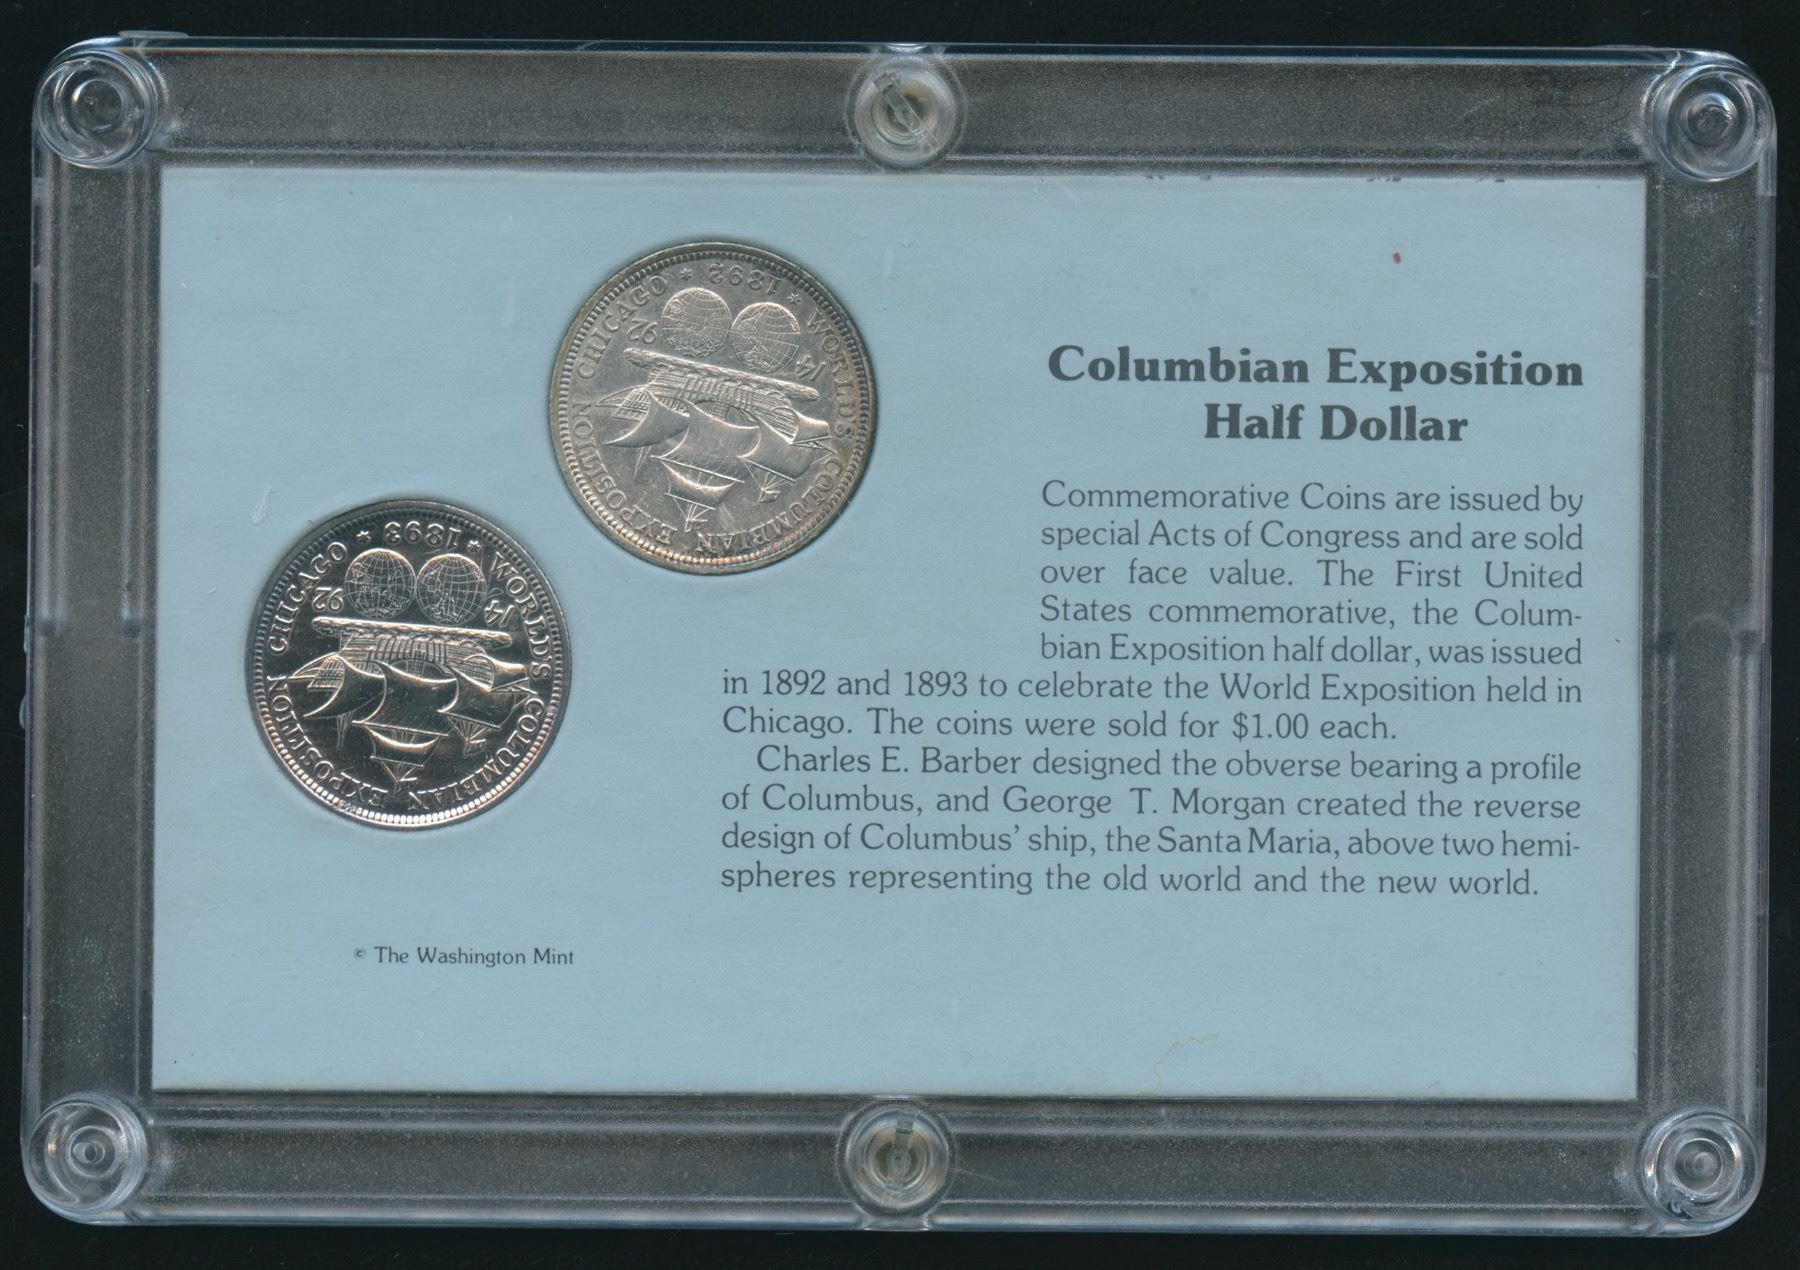 Columbian Exposition
Half Dollar
Commemorative Coins are issued by
special Acts of Congress and are sold
over face value. The First United
States commemorative, the Colum-
bian Exposition half dollar, was issued
in 1892 and 1893 to celebrate the World Exposition held in
Chicago. The coins were sold for $1.00 each.
Charles E. Barber designed the obverse bearing a profile
of Columbus, and George T. Morgan created the reverse
design of Columbus' ship, the Santa Maria, above two hemi-
spheres representing the old world and the new world.
© The Washington Mint
WORLD'S COLUMBIAN EXPOSITION CHICAGO
* 1892 *
14 92
WORLD'S COLUMBIAN EXPOSITION CHICAGO
* 1893 *
14 92